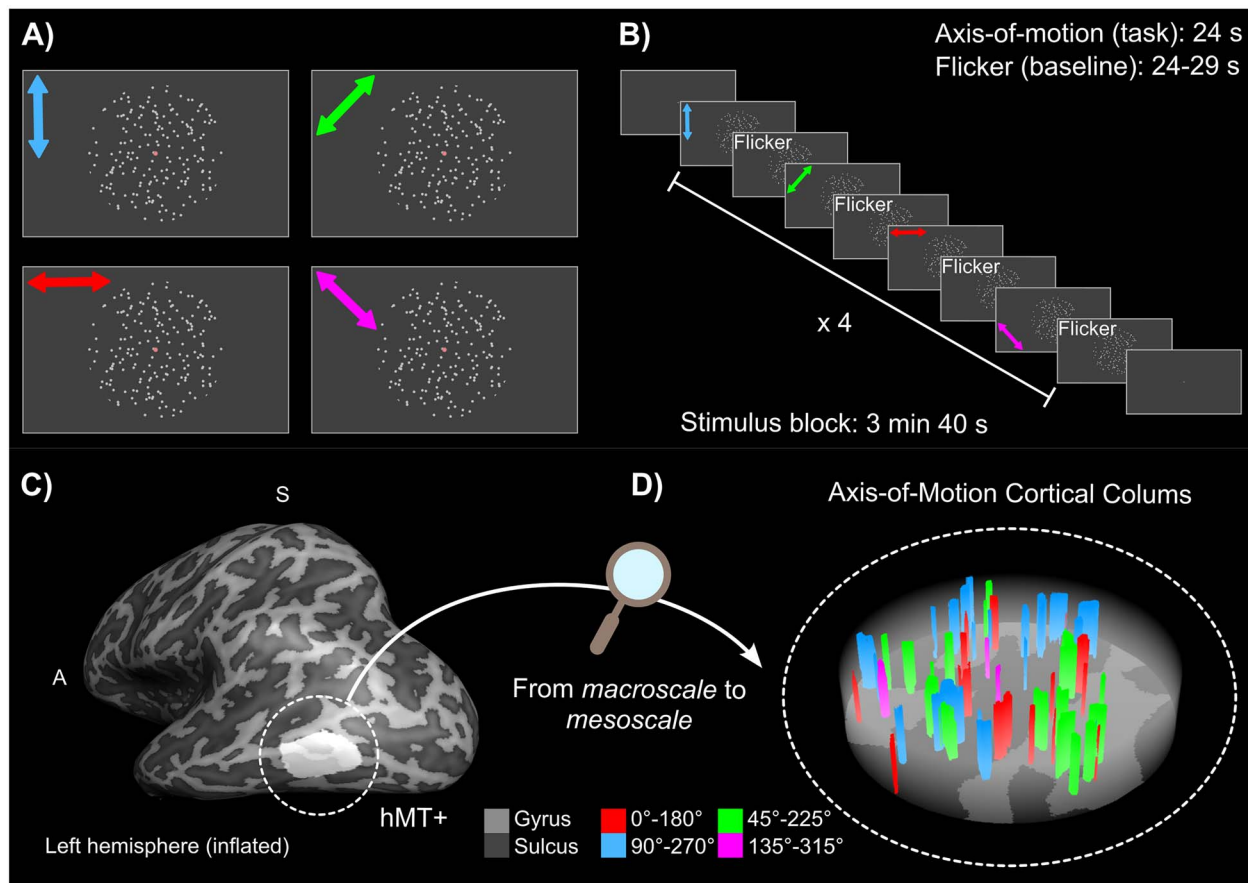 A)
B)
Axis-of-motion (task): 24 s
Flicker (baseline): 24-29 s
Flicker
Flicker
Flicker
Flicker
x 4
Stimulus block: 3 min 40 s
C)
S
A
hMT+
Left hemisphere (inflated)
From macroscale to
mesoscale
D)
Axis-of-Motion Cortical Colums
Gyrus
Sulcus
0°-180°
90°-270°
45°-225°
135°-315°